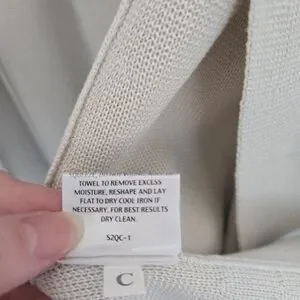 TOWEL TO REMOVE EXCESS
MOISTURE, RESHAPE AND LAY
FLAT TO DRY COOL IRON IF
NECESSARY, FOR BEST RESULTS
DRY CLEAN.
S2QC-1
C